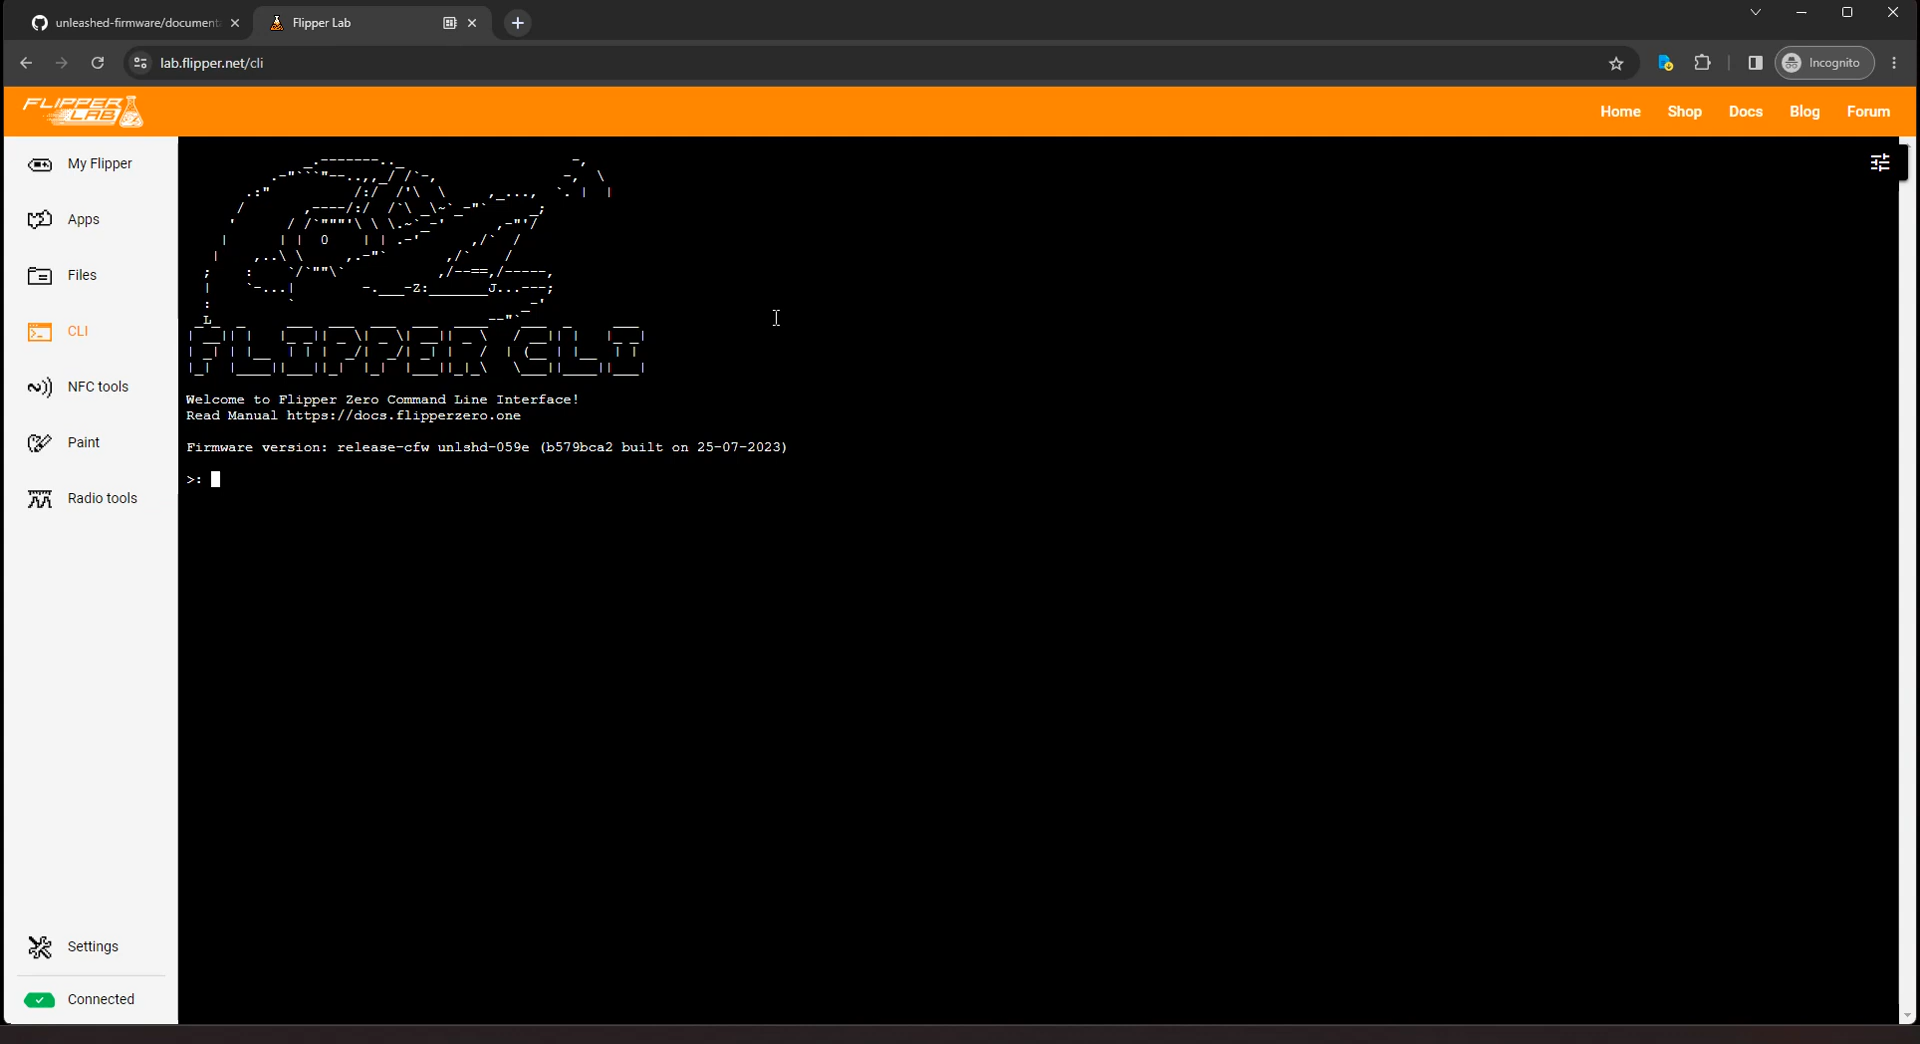 unleashed-firmware/document
Flipper Lab
lab.flipper.net/cli
Incognito
FLIPPER LAB
Home
Shop
Docs
Blog
Forum
My Flipper
Apps
Files
CLI
NFC tools
Paint
Radio tools
Settings
Connected
FLIPPER CLI
Welcome to Flipper Zero Command Line Interface!
Read Manual https://docs.flipperzero.one
Firmware version: release-cfw unlshd-059e (b579bca2 built on 25-07-2023)
>: